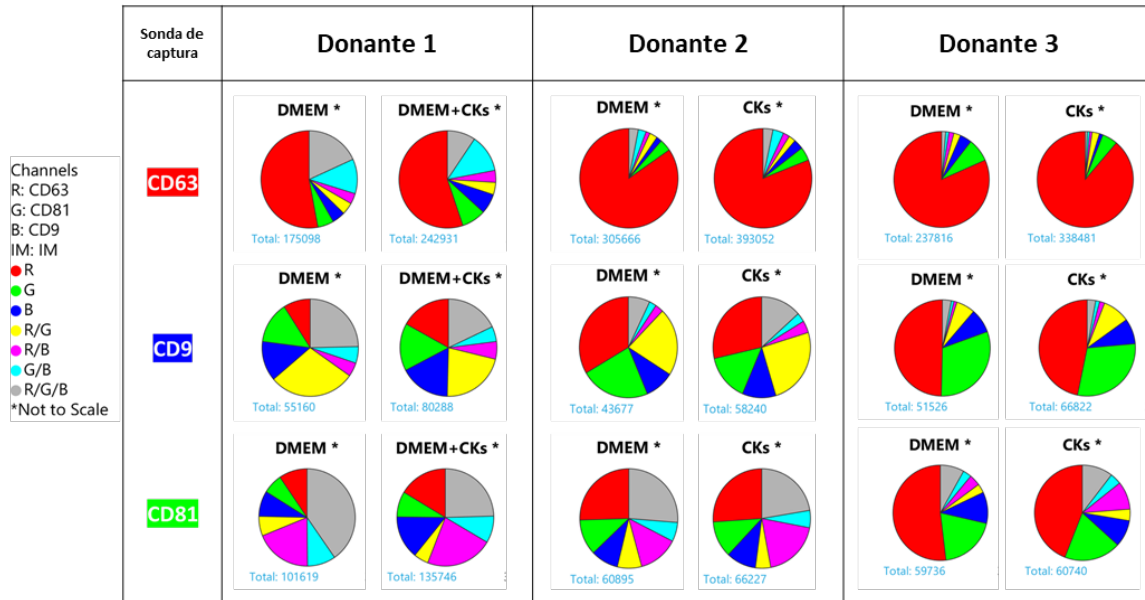 Sonda de
captura
Donante 1
Donante 2
Donante 3
Channels
R: CD63
G: CD81
B: CD9
IM: IM
R
G
B
R/G
R/B
G/B
R/G/B
*Not to Scale
CD63
DMEM *
DMEM+CKs *
DMEM *
CKs *
DMEM *
CKs *
Total: 175098
Total: 242931
Total: 305666
Total: 393052
Total: 237816
Total: 338481
CD9
DMEM *
DMEM+CKs *
DMEM *
CKs *
DMEM *
CKs *
Total: 55160
Total: 80288
Total: 43677
Total: 58240
Total: 51526
Total: 66822
CD81
DMEM *
DMEM+CKs *
DMEM *
CKs *
DMEM *
CKs *
Total: 101619
Total: 135746
Total: 60895
Total: 66227
Total: 59736
Total: 60740